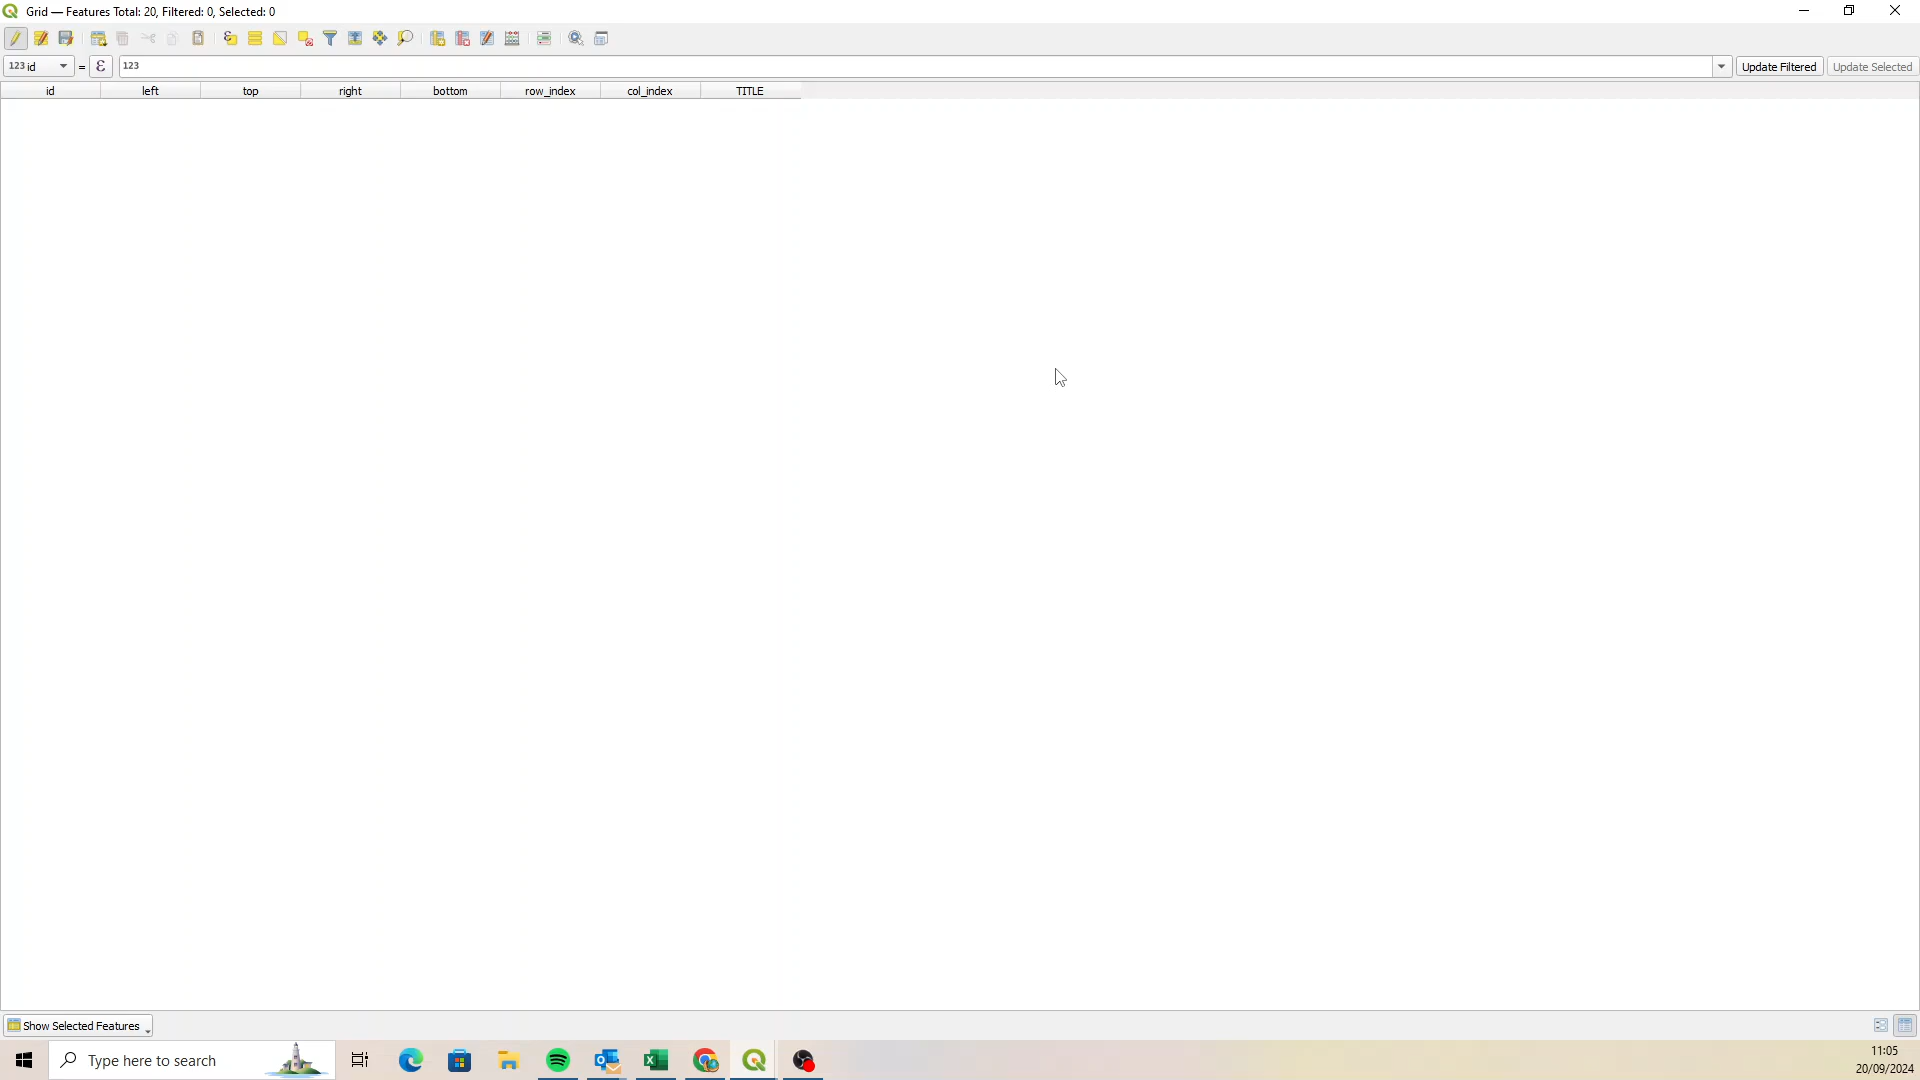 Grid — Features Total: 20, Filtered: 0, Selected: 0
123 id = ε 123 Update Filtered Update Selected
id left top right bottom row_index col_index TITLE
Show Selected Features
Type here to search
11:05
20/09/2024